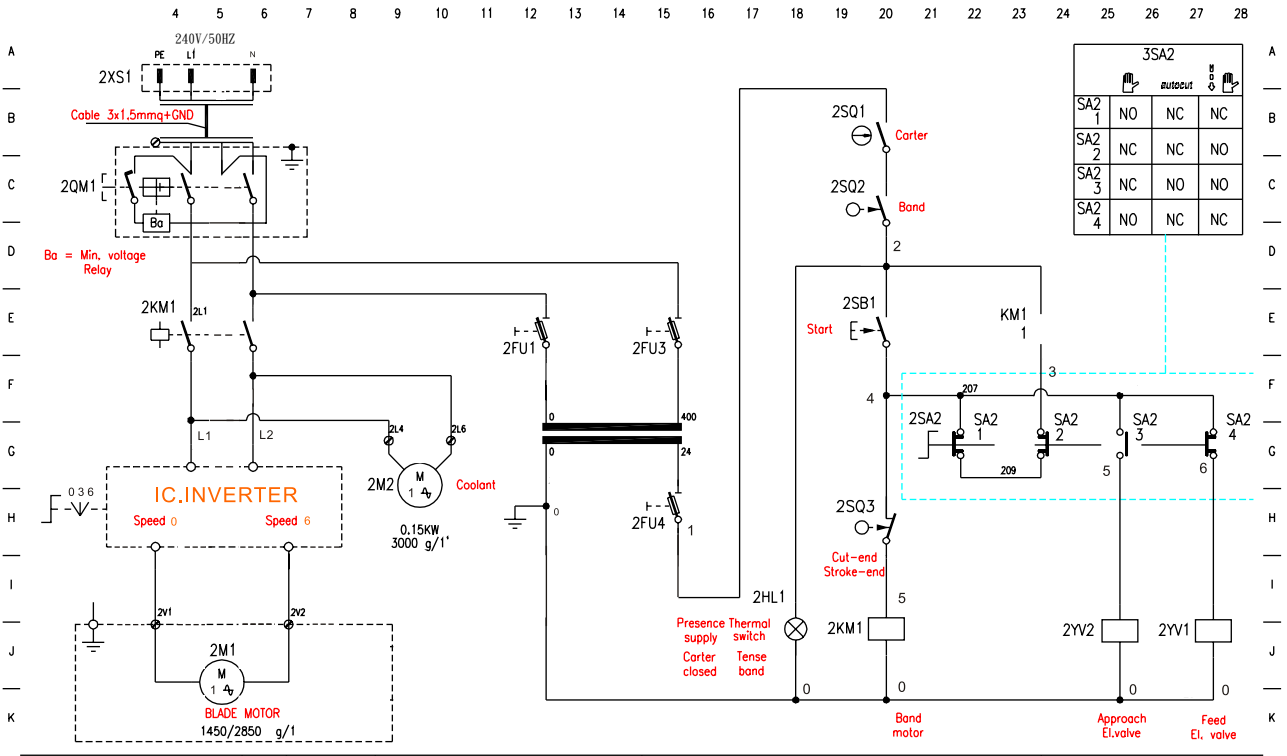 4 5 6 7 8 9 10 11 12 13 14 15 16 17 18 20 21 22 23 24 25 26 27 28
240V/50HZ
PE L1 N
2XS1
Cable 3x1,5mmq+GND
A
B
C
D
E
F
G
H
I
J
K
2QM1
Ba
Ba = Min. voltage
Relay
2KM1
2L1
L1 L2
2L4 2L6
2M2
M
1
Coolant
0.15KW
3000 g/1'
IC.INVERTER
0 3 6
Speed 0
Speed 6
2V1 2V2
2M1
M
1
BLADE MOTOR
1450/2850 g/1
2FU1
2FU3
0 400
0 24
2FU4
0
1
2SQ1
Carter
2SQ2
Band
2
2SB1
Start
KM1
1
3
4
207
2SA2
SA2
1
SA2
2
SA2
3
SA2
4
209
5
6
2SQ3
Cut-end
Stroke-end
5
2HL1
Presence Thermal
supply switch
Carter Tense
closed band
2KM1
2YV2
2YV1
0
0
0
0
Band
motor
Approach
El.valve
Feed
El. valve
3SA2
autocut
MOD
SA2
1 NO NC NC
SA2
2 NC NC NO
SA2
3 NC NO NO
SA2
4 NO NC NC
A
B
C
D
E
F
G
H
I
J
K